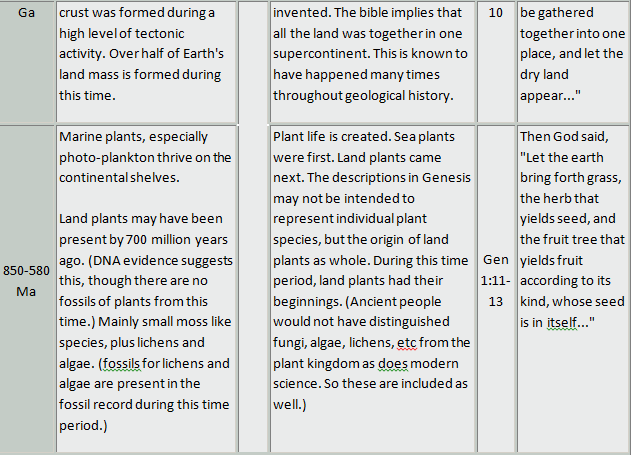 Ga
crust was formed during a
high level of tectonic
activity. Over half of Earth's
land mass is formed during
this time.
invented. The bible implies that
all the land was together in one
supercontinent. This is known to
have happened many times
throughout geological history.
10
be gathered
together into one
place, and let the
dry land
appear..."
850-580
Ma
Marine plants, especially
photo-plankton thrive on the
continental shelves.
Land plants may have been
present by 700 million years
ago. (DNA evidence suggests
this, though there are no
fossils of plants from this
time.) Mainly small moss like
species, plus lichens and
algae. (fossils for lichens and
algae are present in the
fossil record during this time
period.)
Plant life is created. Sea plants
were first. Land plants came
next. The descriptions in Genesis
may not be intended to
represent individual plant
species, but the origin of land
plants as whole. During this time
period, land plants had their
beginnings. (Ancient people
would not have distinguished
fungi, algae, lichens, etc from the
plant kingdom as does modern
science. So these are included as
well.)
Gen
1:11-
13
Then God said,
"Let the earth
bring forth grass,
the herb that
yields seed, and
the fruit tree that
yields fruit
according to its
kind, whose seed
is in itself..."